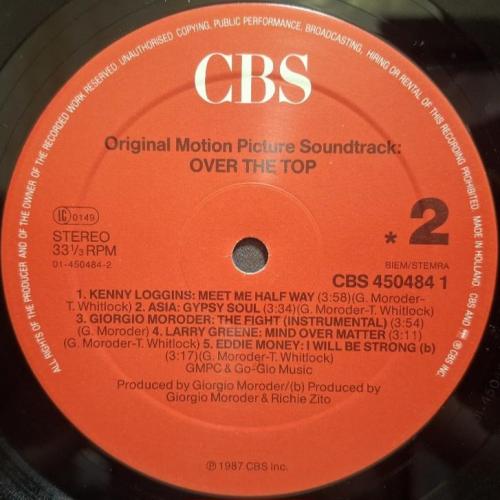 ALL RIGHTS OF THE PRODUCER AND OF THE OWNER OF THE RECORDED WORK RESERVED. UNAUTHORISED COPYING, PUBLIC PERFORMANCE, BROADCASTING, HIRING OR RENTAL OF THIS RECORDING PROHIBITED. MADE IN HOLLAND. CBS AND ARE ® CBS INC.
CBS
Original Motion Picture Soundtrack:
OVER THE TOP
LC 0149
STEREO
33 1/3 RPM
01-450484-2
* 2
BIEM/STEMRA
CBS 450484 1
1. KENNY LOGGINS: MEET ME HALF WAY (3:58)(G. Moroder-
T. Whitlock) 2. ASIA: GYPSY SOUL (3:34)(G. Moroder-T. Whitlock)
3. GIORGIO MORODER: THE FIGHT (INSTRUMENTAL) (3:54)
(G. Moroder) 4. LARRY GREENE: MIND OVER MATTER (3:11)
(G. Moroder-T. Whitlock) 5. EDDIE MONEY: I WILL BE STRONG (b)
(3:17)(G. Moroder-T. Whitlock)
GMPC & Go-Glo Music
Produced by Giorgio Moroder/(b) Produced by
Giorgio Moroder & Richie Zito
℗ 1987 CBS Inc.